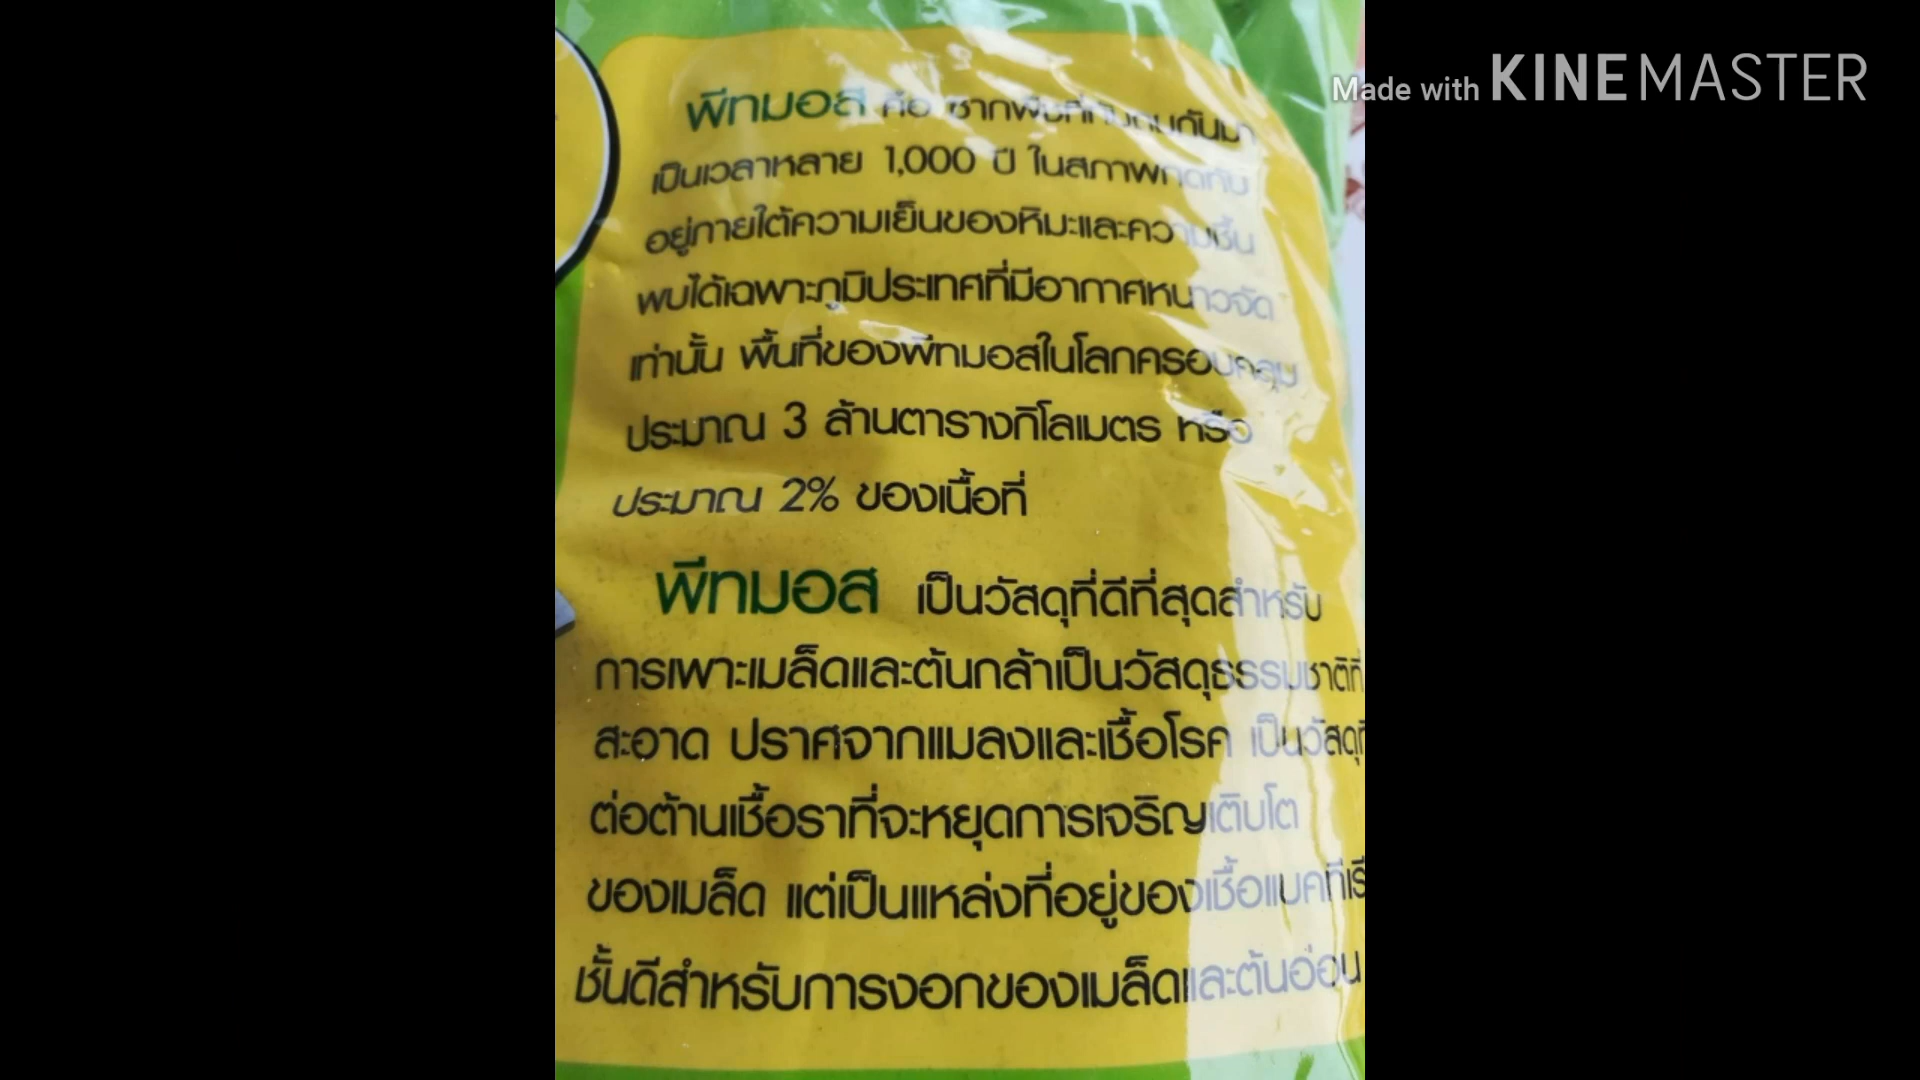 Made with KINEMASTER
พีทมอส คือ ซากพืชที่ทับถมกันมา
เป็นเวลาหลาย 1,000 ปี ในสภาพกดทับ
อยู่ภายใต้ความเย็นของหิมะและความชื้น
พบได้เฉพาะภูมิประเทศที่มีอากาศหนาวจัด
เท่านั้น พื้นที่ของพีทมอสในโลกครอบคลุม
ประมาณ 3 ล้านตารางกิโลเมตร หรือ
ประมาณ 2% ของเนื้อที่
พีทมอส เป็นวัสดุที่ดีที่สุดสำหรับ
การเพาะเมล็ดและต้นกล้าเป็นวัสดุธรรมชาติที่
สะอาด ปราศจากแมลงและเชื้อโรค เป็นวัสดุที่
ต่อต้านเชื้อราที่จะหยุดการเจริญเติบโต
ของเมล็ด แต่เป็นแหล่งที่อยู่ของเชื้อแบคทีเรีย
ชั้นดีสำหรับการงอกของเมล็ดและต้นอ่อน